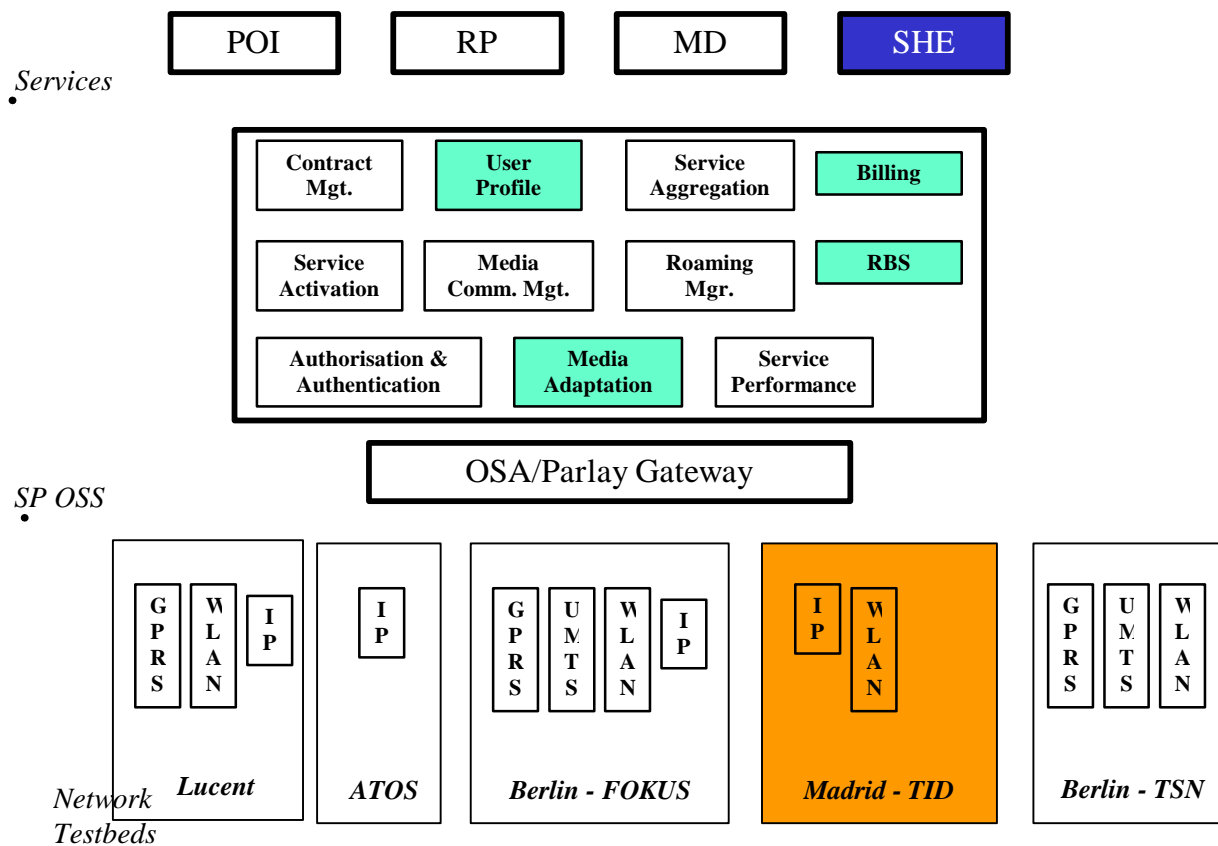 POI
RP
MD
SHE
Services
Contract
Mgt.
User
Profile
Service
Aggregation
Billing
Service
Activation
Media
Comm. Mgt.
Roaming
Mgr.
RBS
Authorisation &
Authentication
Media
Adaptation
Service
Performance
OSA/Parlay Gateway
SP OSS
GPRS
WLAN
IP
Lucent
IP
ATOS
GPRS
UMTS
WLAN
IP
Berlin - FOKUS
IP
WLAN
Madrid - TID
GPRS
UMTS
WLAN
Berlin - TSN
Network
Testbeds